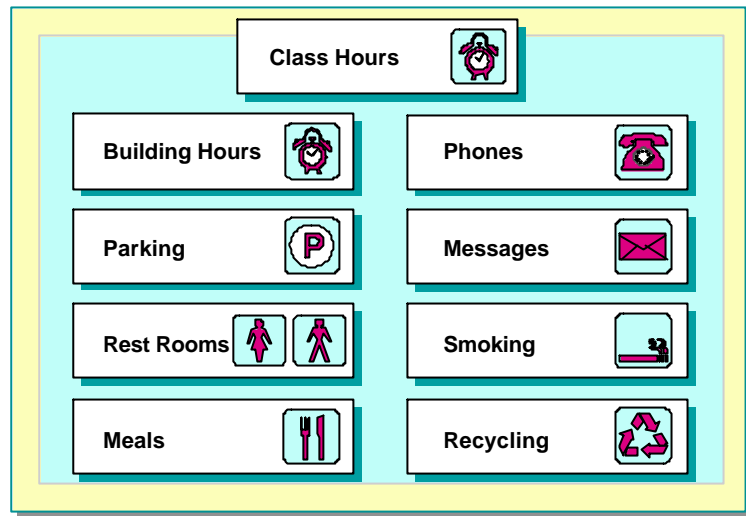 Class Hours
Building Hours
Phones
Parking
P
Messages
Rest Rooms
Smoking
Meals
Recycling